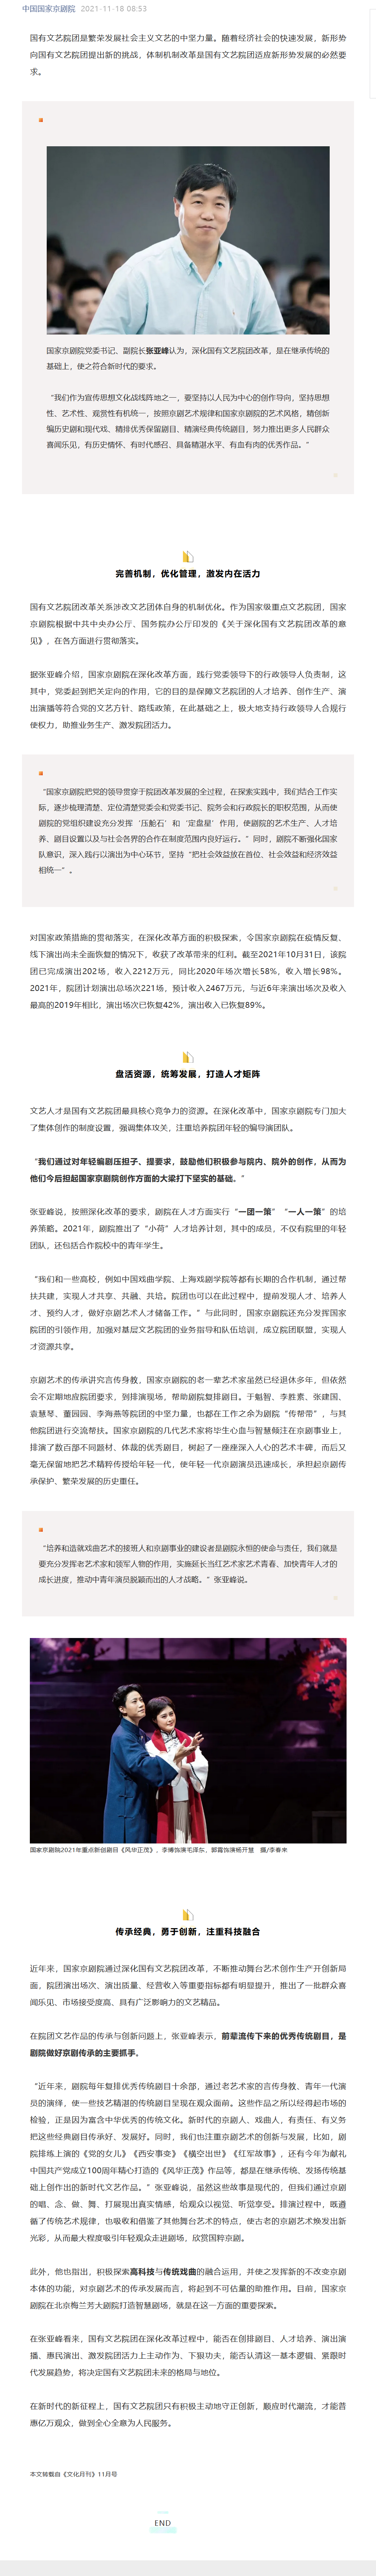 中国国家京剧院 2021-11-18 08:53
国有文艺院团是繁荣发展社会主义文艺的中坚力量。随着经济社会的快速发展，新形势
向国有文艺院团提出新的挑战，体制机制改革是国有文艺院团适应新形势发展的必然要
求。
国家京剧院党委书记、副院长张亚峰认为，深化国有文艺院团改革，是在继承传统的
基础上，使之符合新时代的要求。
“我们作为宣传思想文化战线阵地之一，要坚持以人民为中心的创作导向，坚持思想
性、艺术性、观赏性有机统一，按照京剧艺术规律和国家京剧院的艺术风格，精创新
编历史剧和现代戏、精排优秀保留剧目、精演经典传统剧目，努力推出更多人民群众
喜闻乐见，有历史情怀、有时代感召、具备精湛水平、有血有肉的优秀作品。”
完善机制，优化管理，激发内在活力
国有文艺院团改革关系涉改文艺团体自身的机制优化。作为国家级重点文艺院团，国家
京剧院根据中共中央办公厅、国务院办公厅印发的《关于深化国有文艺院团改革的意
见》，在各方面进行贯彻落实。
据张亚峰介绍，国家京剧院在深化改革方面，践行党委领导下的行政领导人负责制，这
其中，党委起到把关定向的作用，它的目的是保障文艺院团的人才培养、创作生产、演
出演播等符合党的文艺方针、路线政策，在此基础之上，极大地支持行政领导人合规行
使权力，助推业务生产、激发院团活力。
“国家京剧院把党的领导贯穿于院团改革发展的全过程，在探索实践中，我们结合工作实
际，逐步梳理清楚、定位清楚党委会和党委书记、院务会和行政院长的职权范围，从而使
剧院的党组织建设充分发挥‘压舱石’和‘定盘星’作用，使剧院的艺术生产、人才培
养、剧目设置以及与社会各界的合作在制度范围内良好运行。”同时，剧院不断强化国家
队意识，深入践行以演出为中心环节，坚持“把社会效益放在首位、社会效益和经济效益
相统一”。
对国家政策措施的贯彻落实，在深化改革方面的积极探索，令国家京剧院在疫情反复，
线下演出尚未全面恢复的情况下，收获了改革带来的红利。截至2021年10月31日，该院
团已完成演出202场，收入2212万元，同比2020年场次增长58%，收入增长98%。
2021年，院团计划演出总场次221场，预计收入2467万元，与近6年来演出场次及收入
最高的2019年相比，演出场次已恢复42%，演出收入已恢复89%。
盘活资源，统筹发展，打造人才矩阵
文艺人才是国有文艺院团最具核心竞争力的资源。在深化改革中，国家京剧院专门加大
了集体创作的制度设置，强调集体攻关，注重培养院团年轻的编导演团队。
“我们通过对年轻编剧压担子、提要求，鼓励他们积极参与院内、院外的创作，从而为
他们今后担起国家京剧院创作方面的大梁打下坚实的基础。”
张亚峰说，按照深化改革的要求，剧院在人才方面实行“一团一策”“一人一策”的培
养策略。2021年，剧院推出了“小荷”人才培养计划，其中的成员，不仅有院里的年轻
团队，还包括合作院校中的青年学生。
“我们和一些高校，例如中国戏曲学院、上海戏剧学院等都有长期的合作机制，通过帮
扶共建，实现人才共享、共融、共培。院团也可以在此过程中，提前发现人才、培养人
才、预约人才，做好京剧艺术人才储备工作。”与此同时，国家京剧院还充分发挥国家
院团的引领作用，加强对基层文艺院团的业务指导和队伍培训，成立院团联盟，实现人
才资源共享。
京剧艺术的传承讲究言传身教，国家京剧院的老一辈艺术家虽然已经退休多年，但依然
会不定期地应院团要求，到排演现场，帮助剧院复排剧目。于魁智、李胜素、张建国、
袁慧琴、董园园、李海燕等院团的中坚力量，也都在工作之余为剧院“传帮带”，与其
他院团进行交流帮扶。国家京剧院的几代艺术家将毕生心血与智慧倾注在京剧事业上，
排演了数百部不同题材、体裁的优秀剧目，树起了一座座深入人心的艺术丰碑，而后又
毫无保留地把艺术精粹传授给年轻一代，使年轻一代京剧演员迅速成长，承担起京剧传
承保护、繁荣发展的历史重任。
“培养和造就戏曲艺术的接班人和京剧事业的建设者是剧院永恒的使命与责任，我们就是
要充分发挥老艺术家和领军人物的作用，实施延长当红艺术家艺术青春、加快青年人才的
成长进度，推动中青年演员脱颖而出的人才战略。”张亚峰说。
国家京剧院2021年重点新创剧目《风华正茂》，李博饰演毛泽东，郭霄饰演杨开慧 摄/李春来
传承经典，勇于创新，注重科技融合
近年来，国家京剧院通过深化国有文艺院团改革，不断推动舞台艺术创作生产开创新局
面，院团演出场次、演出质量、经营收入等重要指标都有明显提升，推出了一批群众喜
闻乐见、市场接受度高、具有广泛影响力的文艺精品。
在院团文艺作品的传承与创新问题上，张亚峰表示，前辈流传下来的优秀传统剧目，是
剧院做好京剧传承的主要抓手。
“近年来，剧院每年复排优秀传统剧目十余部，通过老艺术家的言传身教，青年一代演
员的演绎，使一些技艺精湛的传统剧目呈现在观众面前。这些作品之所以经得起市场的
检验，正是因为富含中华优秀的传统文化。新时代的京剧人、戏曲人，有责任、有义务
把这些经典剧目传承好、发展好。同时，我们也注重京剧艺术的创新与发展，比如，剧
院排练上演的《党的女儿》《西安事变》《横空出世》《红军故事》，还有今年为献礼
中国共产党成立100周年精心打造的《风华正茂》作品等，都是在继承传统、发扬传统基
础上创作出的新时代文艺作品。”张亚峰说，虽然这些故事是现代的，但我们通过京剧
的唱、念、做、舞、打展现出真实情感，给观众以视觉、听觉享受。排演过程中，既遵
循了传统艺术规律，也吸收和借鉴了其他舞台艺术的特点，使古老的京剧艺术焕发出新
光彩，从而最大程度吸引年轻观众走进剧场，欣赏国粹京剧。
此外，他也指出，积极探索高科技与传统戏曲的融合运用，并使之发挥新的不改变京剧
本体的功能，对京剧艺术的传承发展而言，将起到不可估量的助推作用。目前，国家京
剧院在北京梅兰芳大剧院打造智慧剧场，就是在这一方面的重要探索。
在张亚峰看来，国有文艺院团在深化改革过程中，能否在创排剧目、人才培养、演出演
播、惠民演出、激发院团活力上主动作为、下狠功夫，能否认清这一基本逻辑、紧跟时
代发展趋势，将决定国有文艺院团未来的格局与地位。
在新时代的新征程上，国有文艺院团只有积极主动地守正创新，顺应时代潮流，才能普
惠亿万观众，做到全心全意为人民服务。
本文转载自《文化月刊》11月号
END